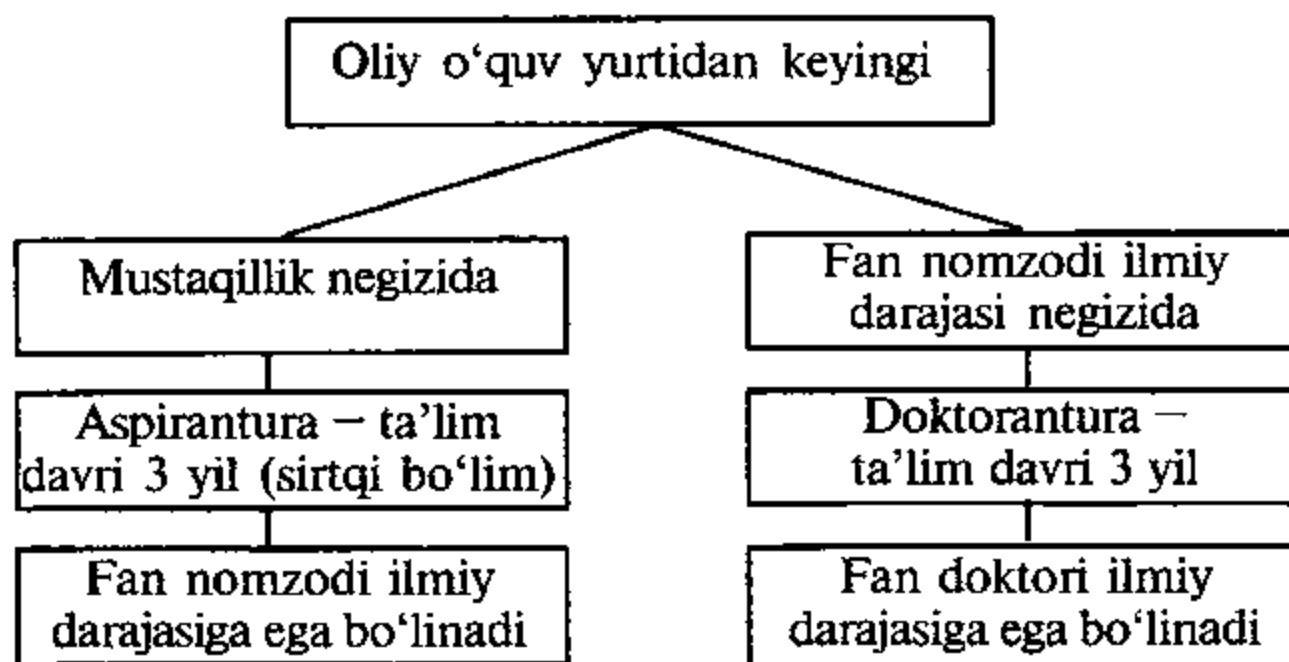 Oliy o‘quv yurtidan keyingi
Mustaqillik negizida
Fan nomzodi ilmiy
darajasi negizida
Aspirantura – ta’lim
davri 3 yil (sirtqi bo‘lim)
Doktorantura –
ta’lim davri 3 yil
Fan nomzodi ilmiy
darajasiga ega bo‘linadi
Fan doktori ilmiy
darajasiga ega bo‘linadi